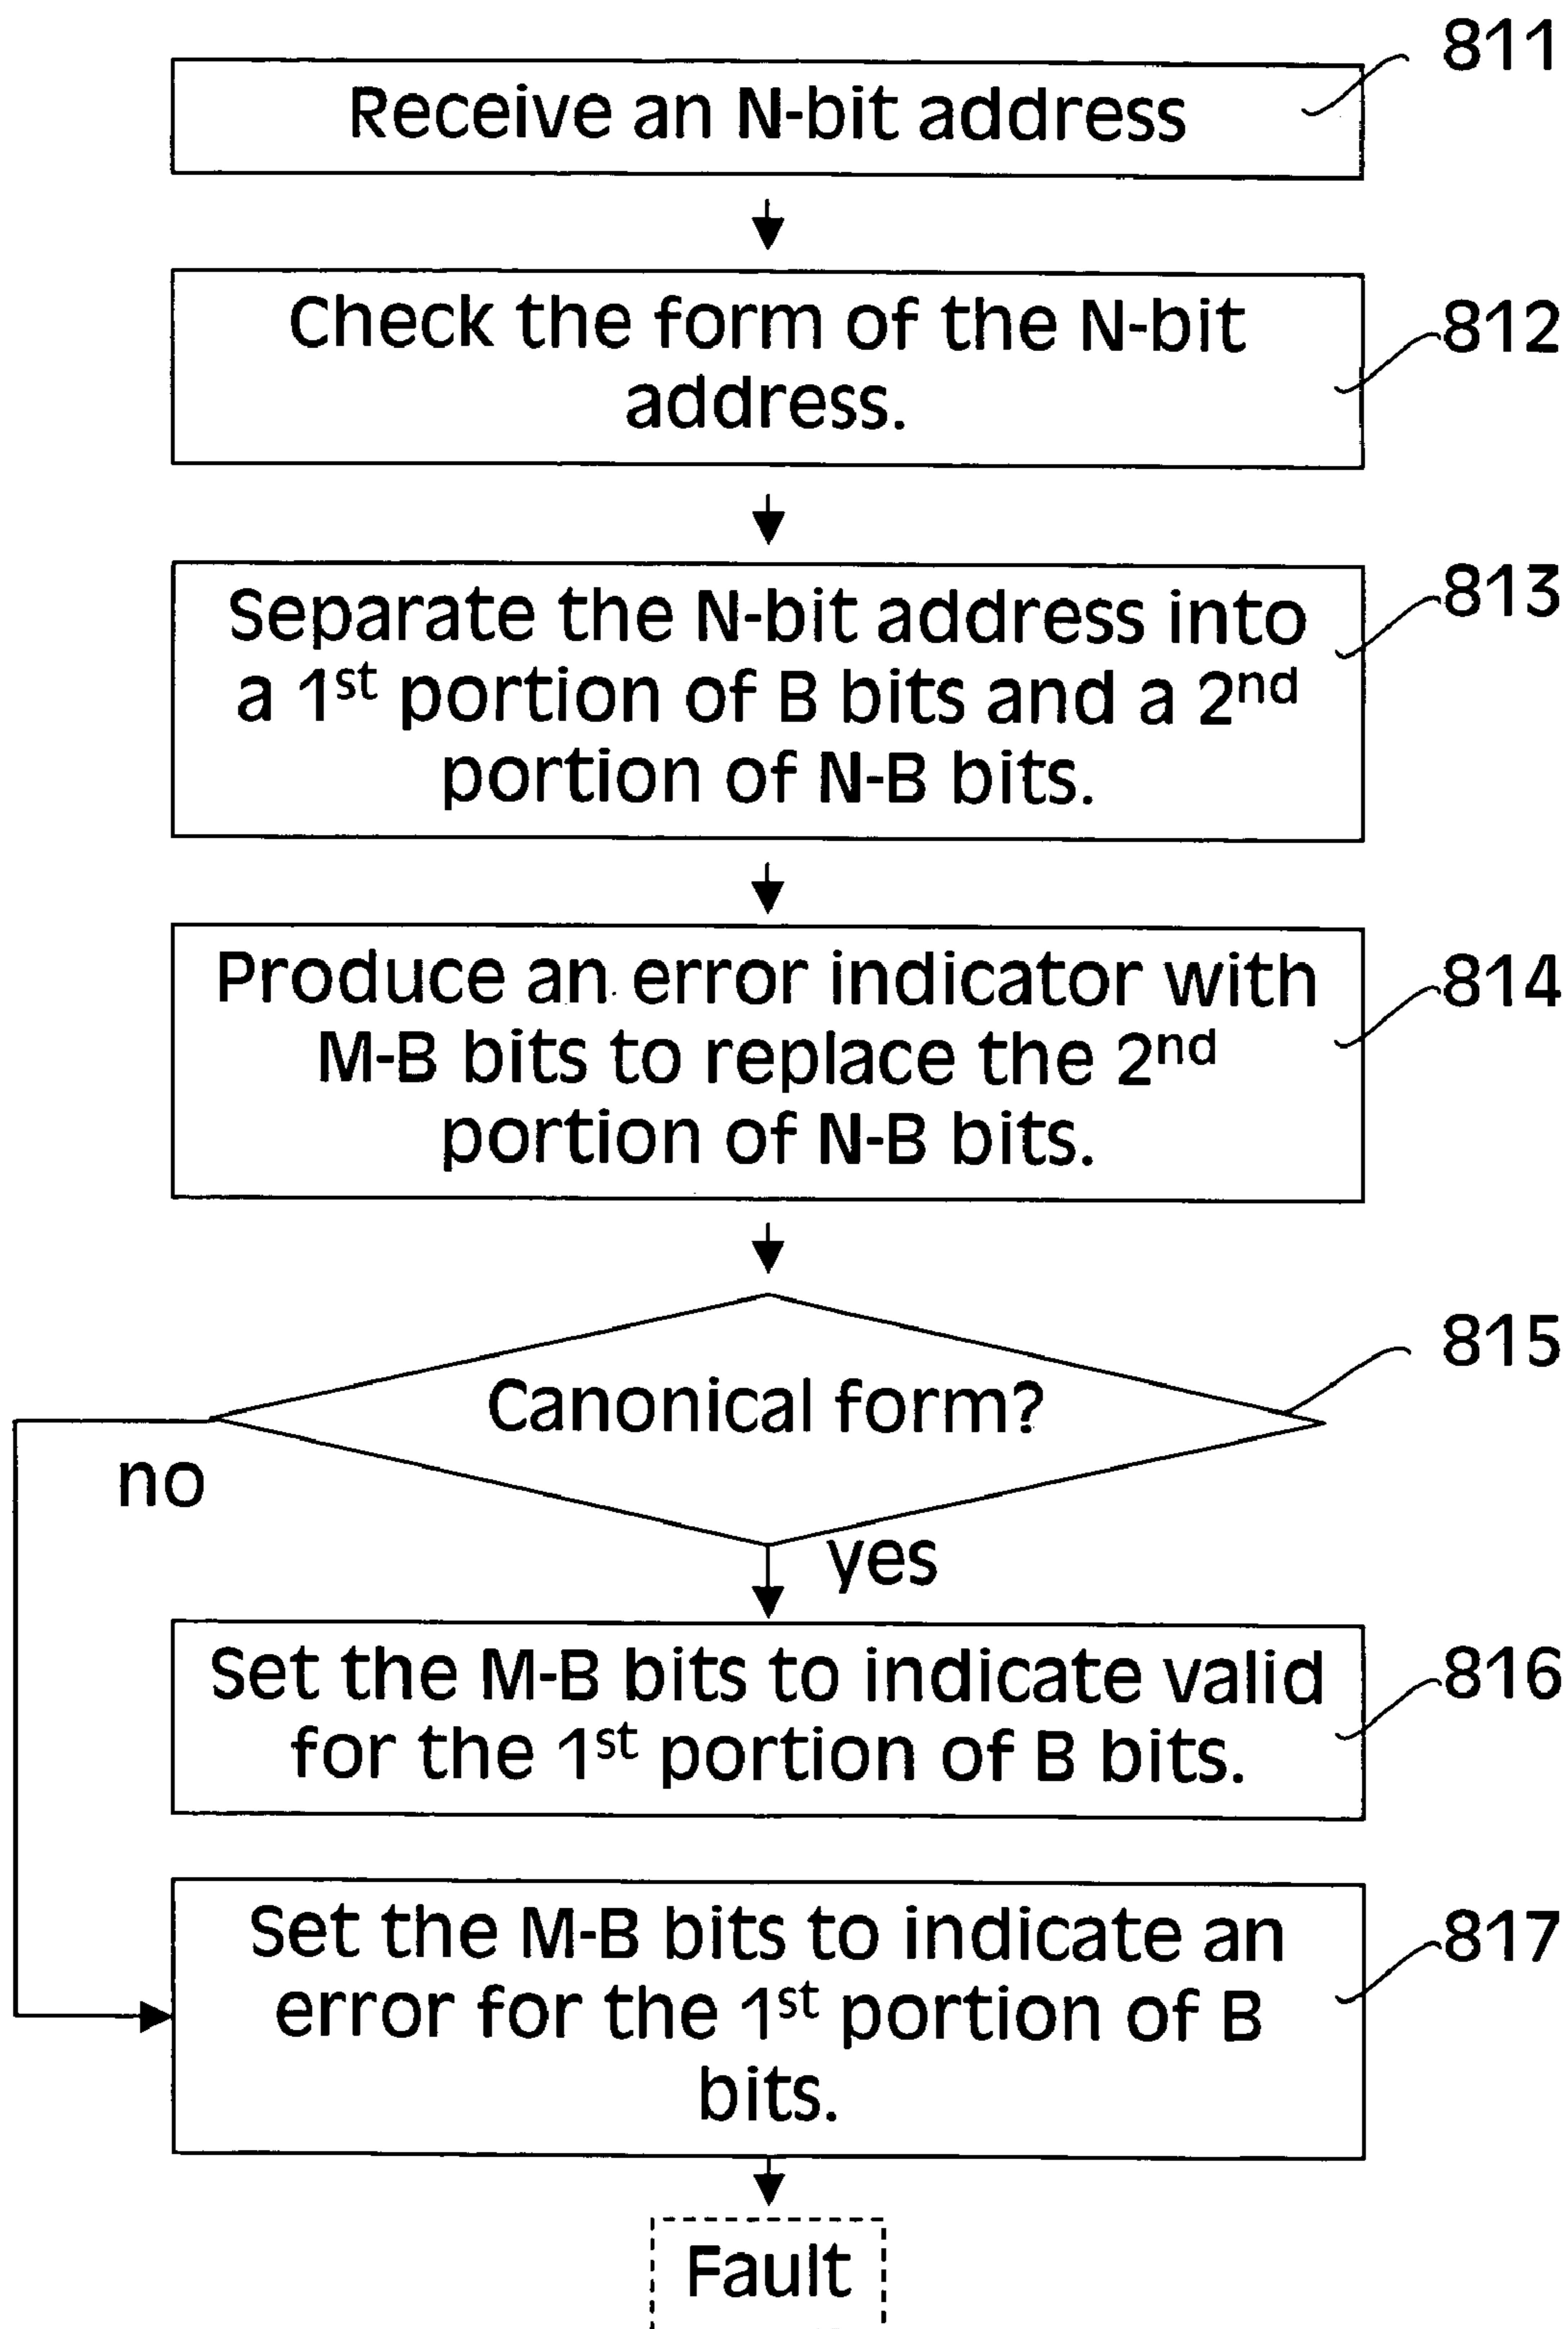 811
Receive an N-bit address
812
Check the form of the N-bit
address.
813
Separate the N-bit address into
a 1st portion of B bits and a 2nd
portion of N-B bits.
814
Produce an error indicator with
M-B bits to replace the 2nd
portion of N-B bits.
815
Canonical form?
no
yes
816
Set the M-B bits to indicate valid
for the 1st portion of B bits.
817
Set the M-B bits to indicate an
error for the 1st portion of B
bits.
Fault